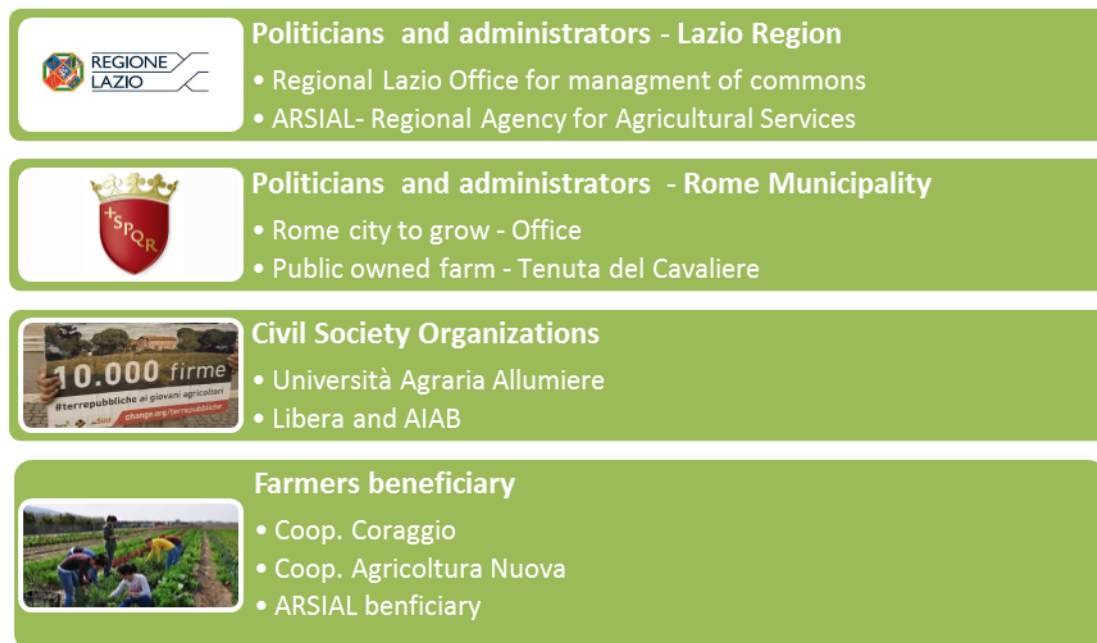 REGIONE
LAZIO
Politicians and administrators - Lazio Region
• Regional Lazio Office for managment of commons
• ARSIAL- Regional Agency for Agricultural Services
SPQR
Politicians and administrators - Rome Municipality
• Rome city to grow - Office
• Public owned farm - Tenuta del Cavaliere
10.000 firme
#terrepubbliche ai giovani agricoltori
change.org/terrepubbliche
Civil Society Organizations
• Università Agraria Allumiere
• Libera and AIAB
Farmers beneficiary
• Coop. Coraggio
• Coop. Agricoltura Nuova
• ARSIAL benficiary